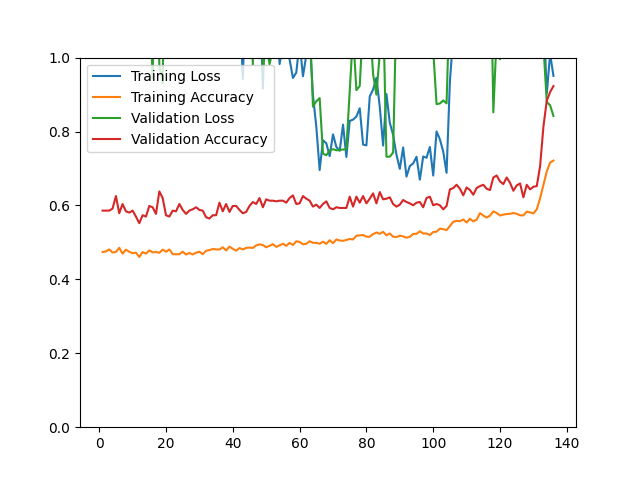 1.0
0.8
0.6
0.4
0.2
0.0
Training Loss
Training Accuracy
Validation Loss
Validation Accuracy
0 20 40 60 80 100 120 140